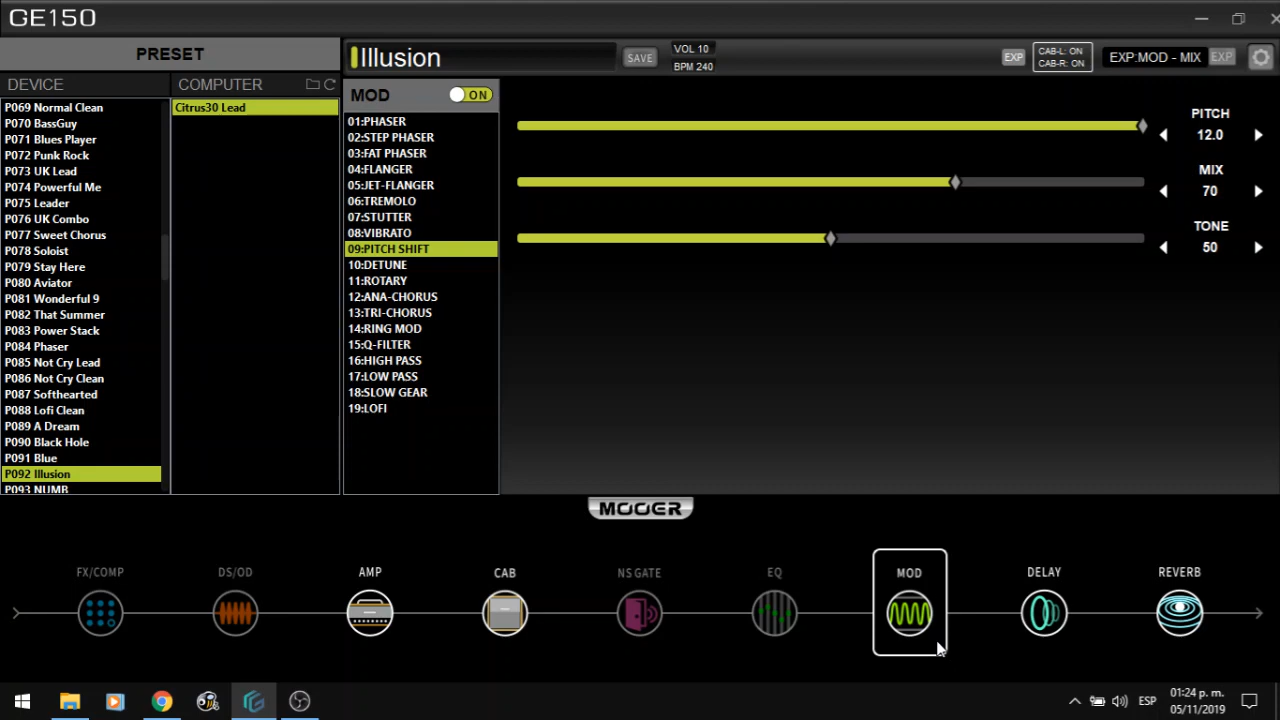 GE150
PRESET
DEVICE
COMPUTER
P069 Normal Clean
P070 BassGuy
P071 Blues Player
P072 Punk Rock
P073 UK Lead
P074 Powerful Me
P075 Leader
P076 UK Combo
P077 Sweet Chorus
P078 Soloist
P079 Stay Here
P080 Aviator
P081 Wonderful 9
P082 That Summer
P083 Power Stack
P084 Phaser
P085 Not Cry Lead
P086 Not Cry Clean
P087 Softhearted
P088 Lofi Clean
P089 A Dream
P090 Black Hole
P091 Blue
P092 Illusion
P093 NUMB
Citrus30 Lead
Illusion
SAVE
VOL 10
BPM 240
EXP
CAB-L: ON
CAB-R: ON
EXP:MOD - MIX
EXP
MOD
ON
01:PHASER
02:STEP PHASER
03:FAT PHASER
04:FLANGER
05:JET-FLANGER
06:TREMOLO
07:STUTTER
08:VIBRATO
09:PITCH SHIFT
10:DETUNE
11:ROTARY
12:ANA-CHORUS
13:TRI-CHORUS
14:RING MOD
15:Q-FILTER
16:HIGH PASS
17:LOW PASS
18:SLOW GEAR
19:LOFI
PITCH
12.0
MIX
70
TONE
50
MOOER
FX/COMP
DS/OD
AMP
CAB
NS GATE
EQ
MOD
DELAY
REVERB
ESP
01:24 p. m.
05/11/2019